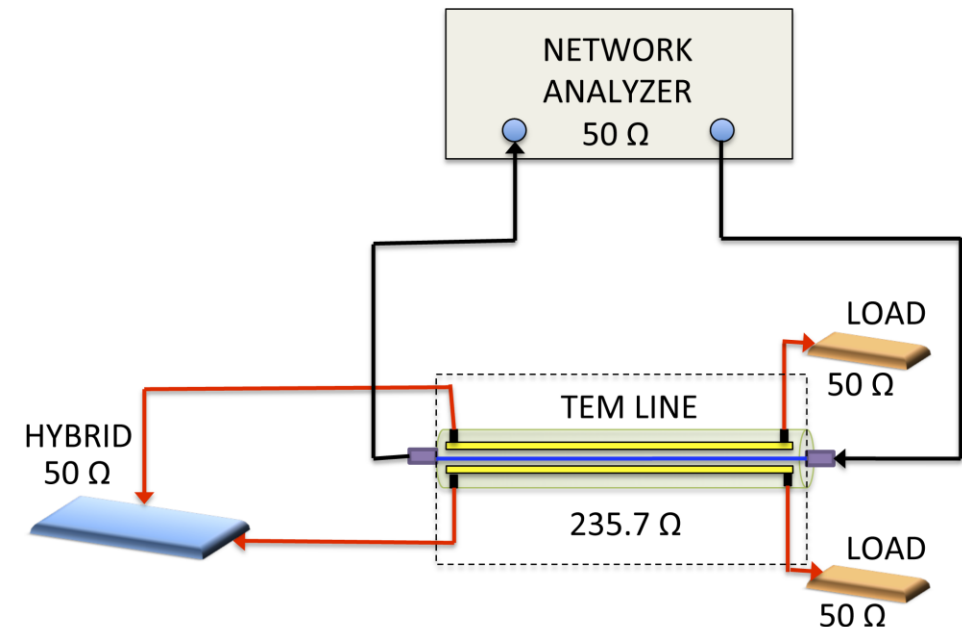 NETWORK
ANALYZER
50 Ω
LOAD
50 Ω
TEM LINE
HYBRID
50 Ω
235.7 Ω
LOAD
50 Ω